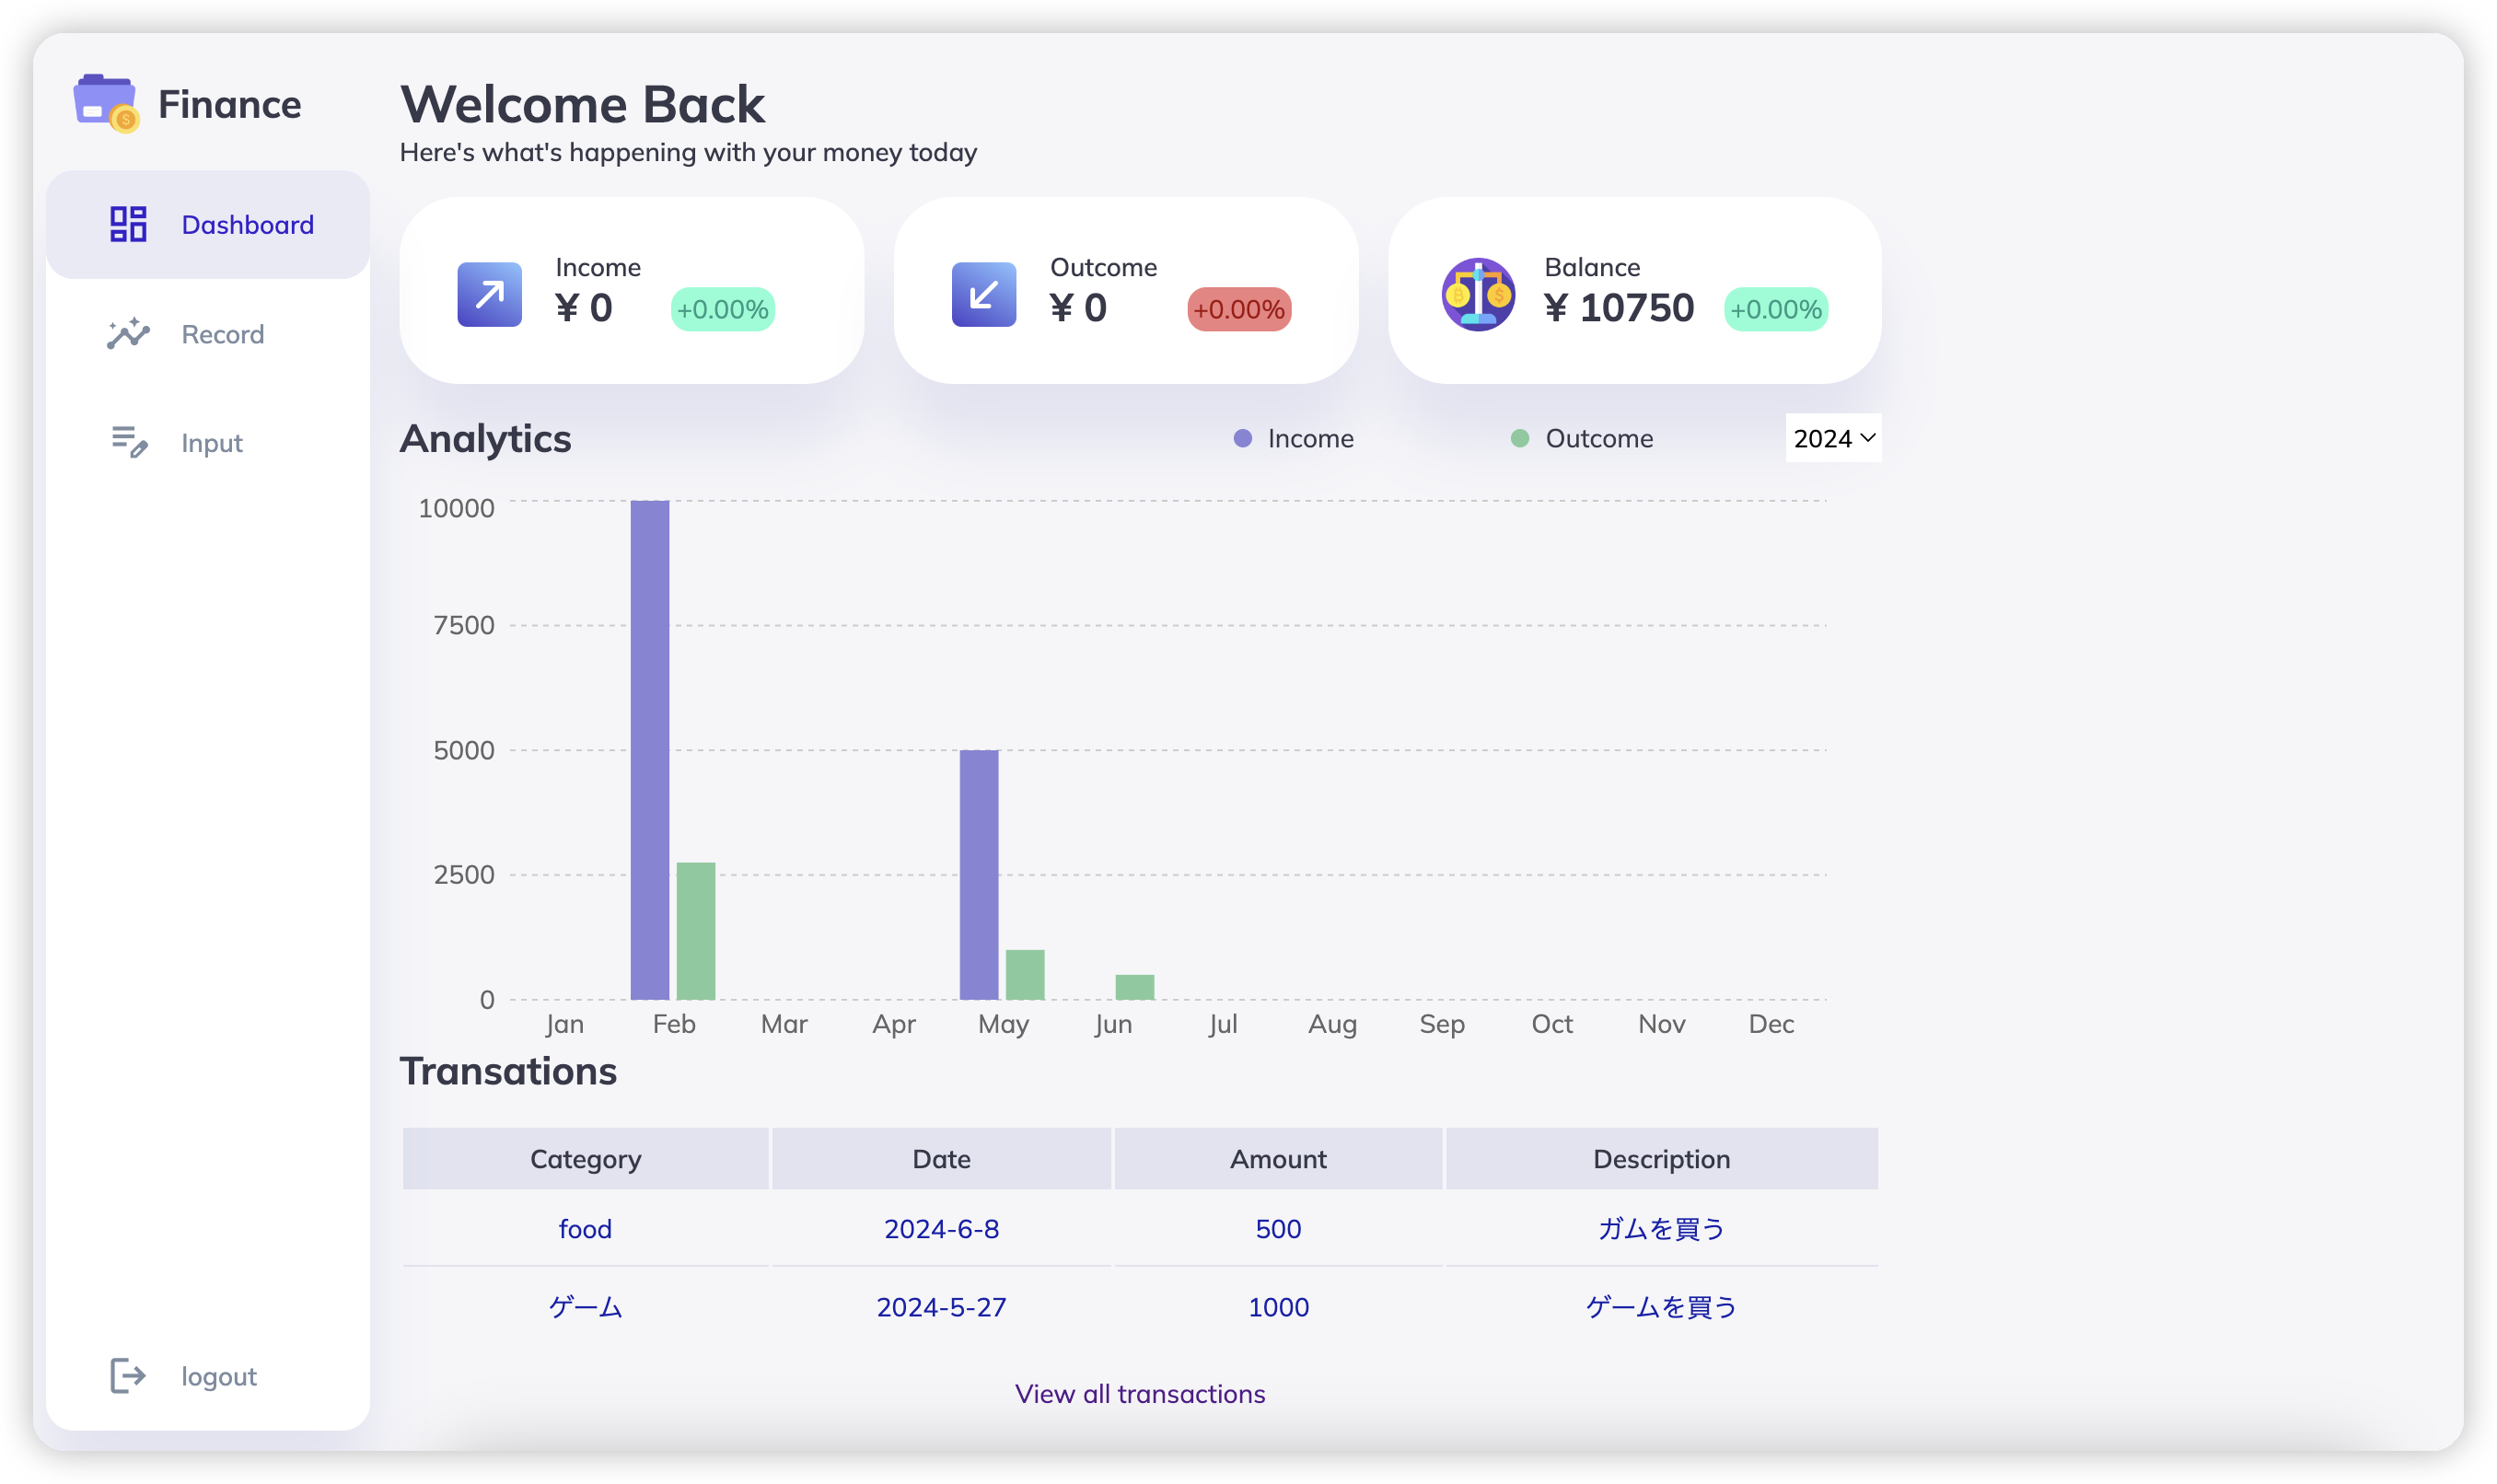 Finance
Dashboard
Record
Input
logout
Welcome Back
Here's what's happening with your money today
Income
¥ 0 +0.00%
Outcome
¥ 0 +0.00%
Balance
¥ 10750 +0.00%
Analytics Income Outcome 2024
10000
7500
5000
2500
0
Jan Feb Mar Apr May Jun Jul Aug Sep Oct Nov Dec
Transations
Category Date Amount Description
food 2024-6-8 500 ガムを買う
ゲーム 2024-5-27 1000 ゲームを買う
View all transactions